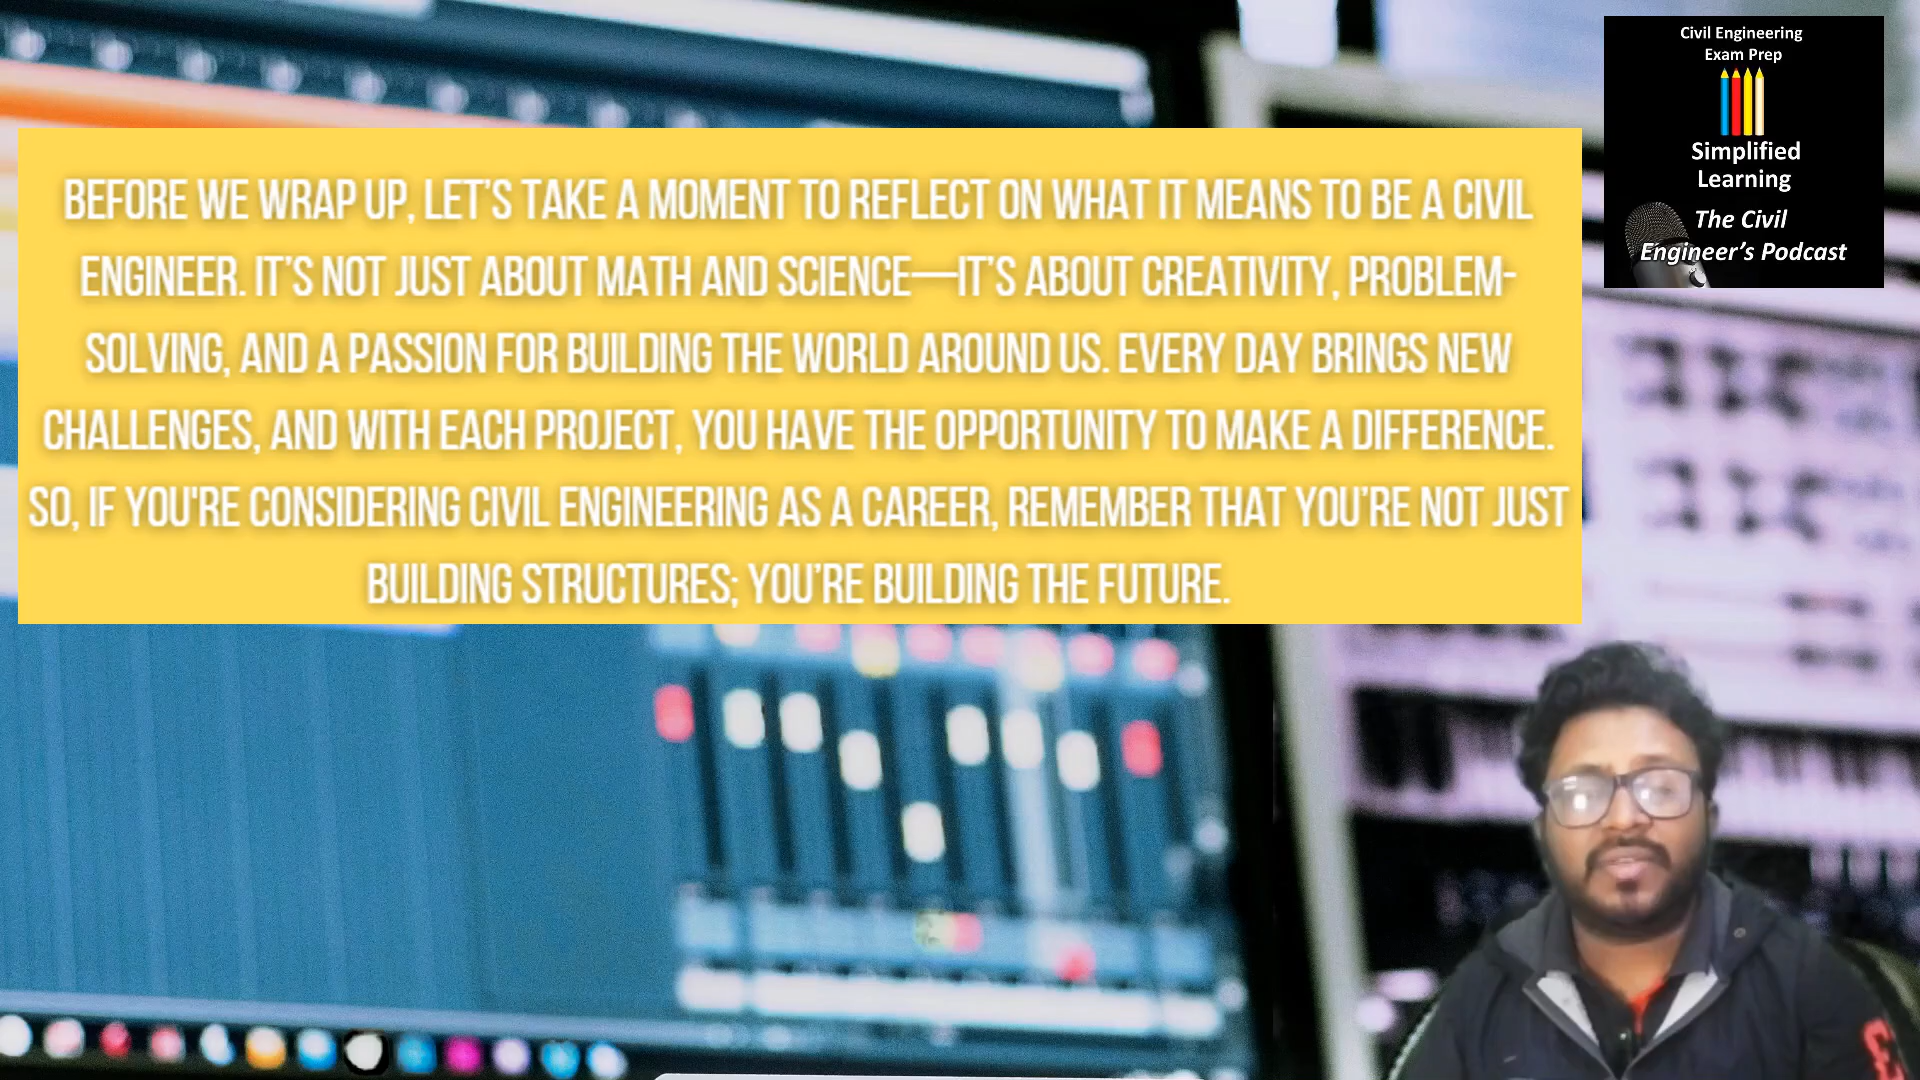 BEFORE WE WRAP UP, LET’S TAKE A MOMENT TO REFLECT ON WHAT IT MEANS TO BE A CIVIL
ENGINEER. IT’S NOT JUST ABOUT MATH AND SCIENCE—IT’S ABOUT CREATIVITY, PROBLEM-
SOLVING, AND A PASSION FOR BUILDING THE WORLD AROUND US. EVERY DAY BRINGS NEW
CHALLENGES, AND WITH EACH PROJECT, YOU HAVE THE OPPORTUNITY TO MAKE A DIFFERENCE.
SO, IF YOU'RE CONSIDERING CIVIL ENGINEERING AS A CAREER, REMEMBER THAT YOU’RE NOT JUST
BUILDING STRUCTURES; YOU’RE BUILDING THE FUTURE.
Civil Engineering
Exam Prep
Simplified
Learning
The Civil
Engineer’s Podcast